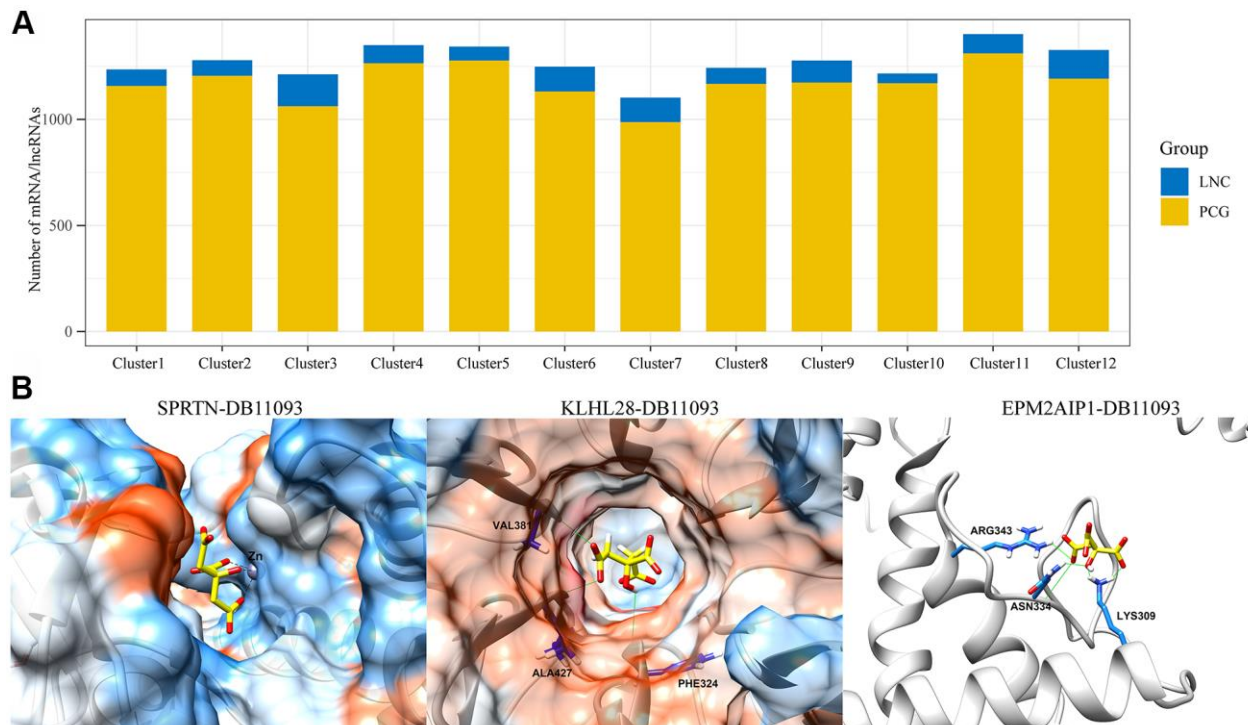 A
Number of mRNA/lncRNAs
1000
500
0
Cluster1 Cluster2 Cluster3 Cluster4 Cluster5 Cluster6 Cluster7 Cluster8 Cluster9 Cluster10 Cluster11 Cluster12
Group
LNC
PCG
B
SPRTN-DB11093 KLHL28-DB11093 EPM2AIP1-DB11093
Zn
VAL381
ALA427
PHE324
ARG343
ASN334
LYS309